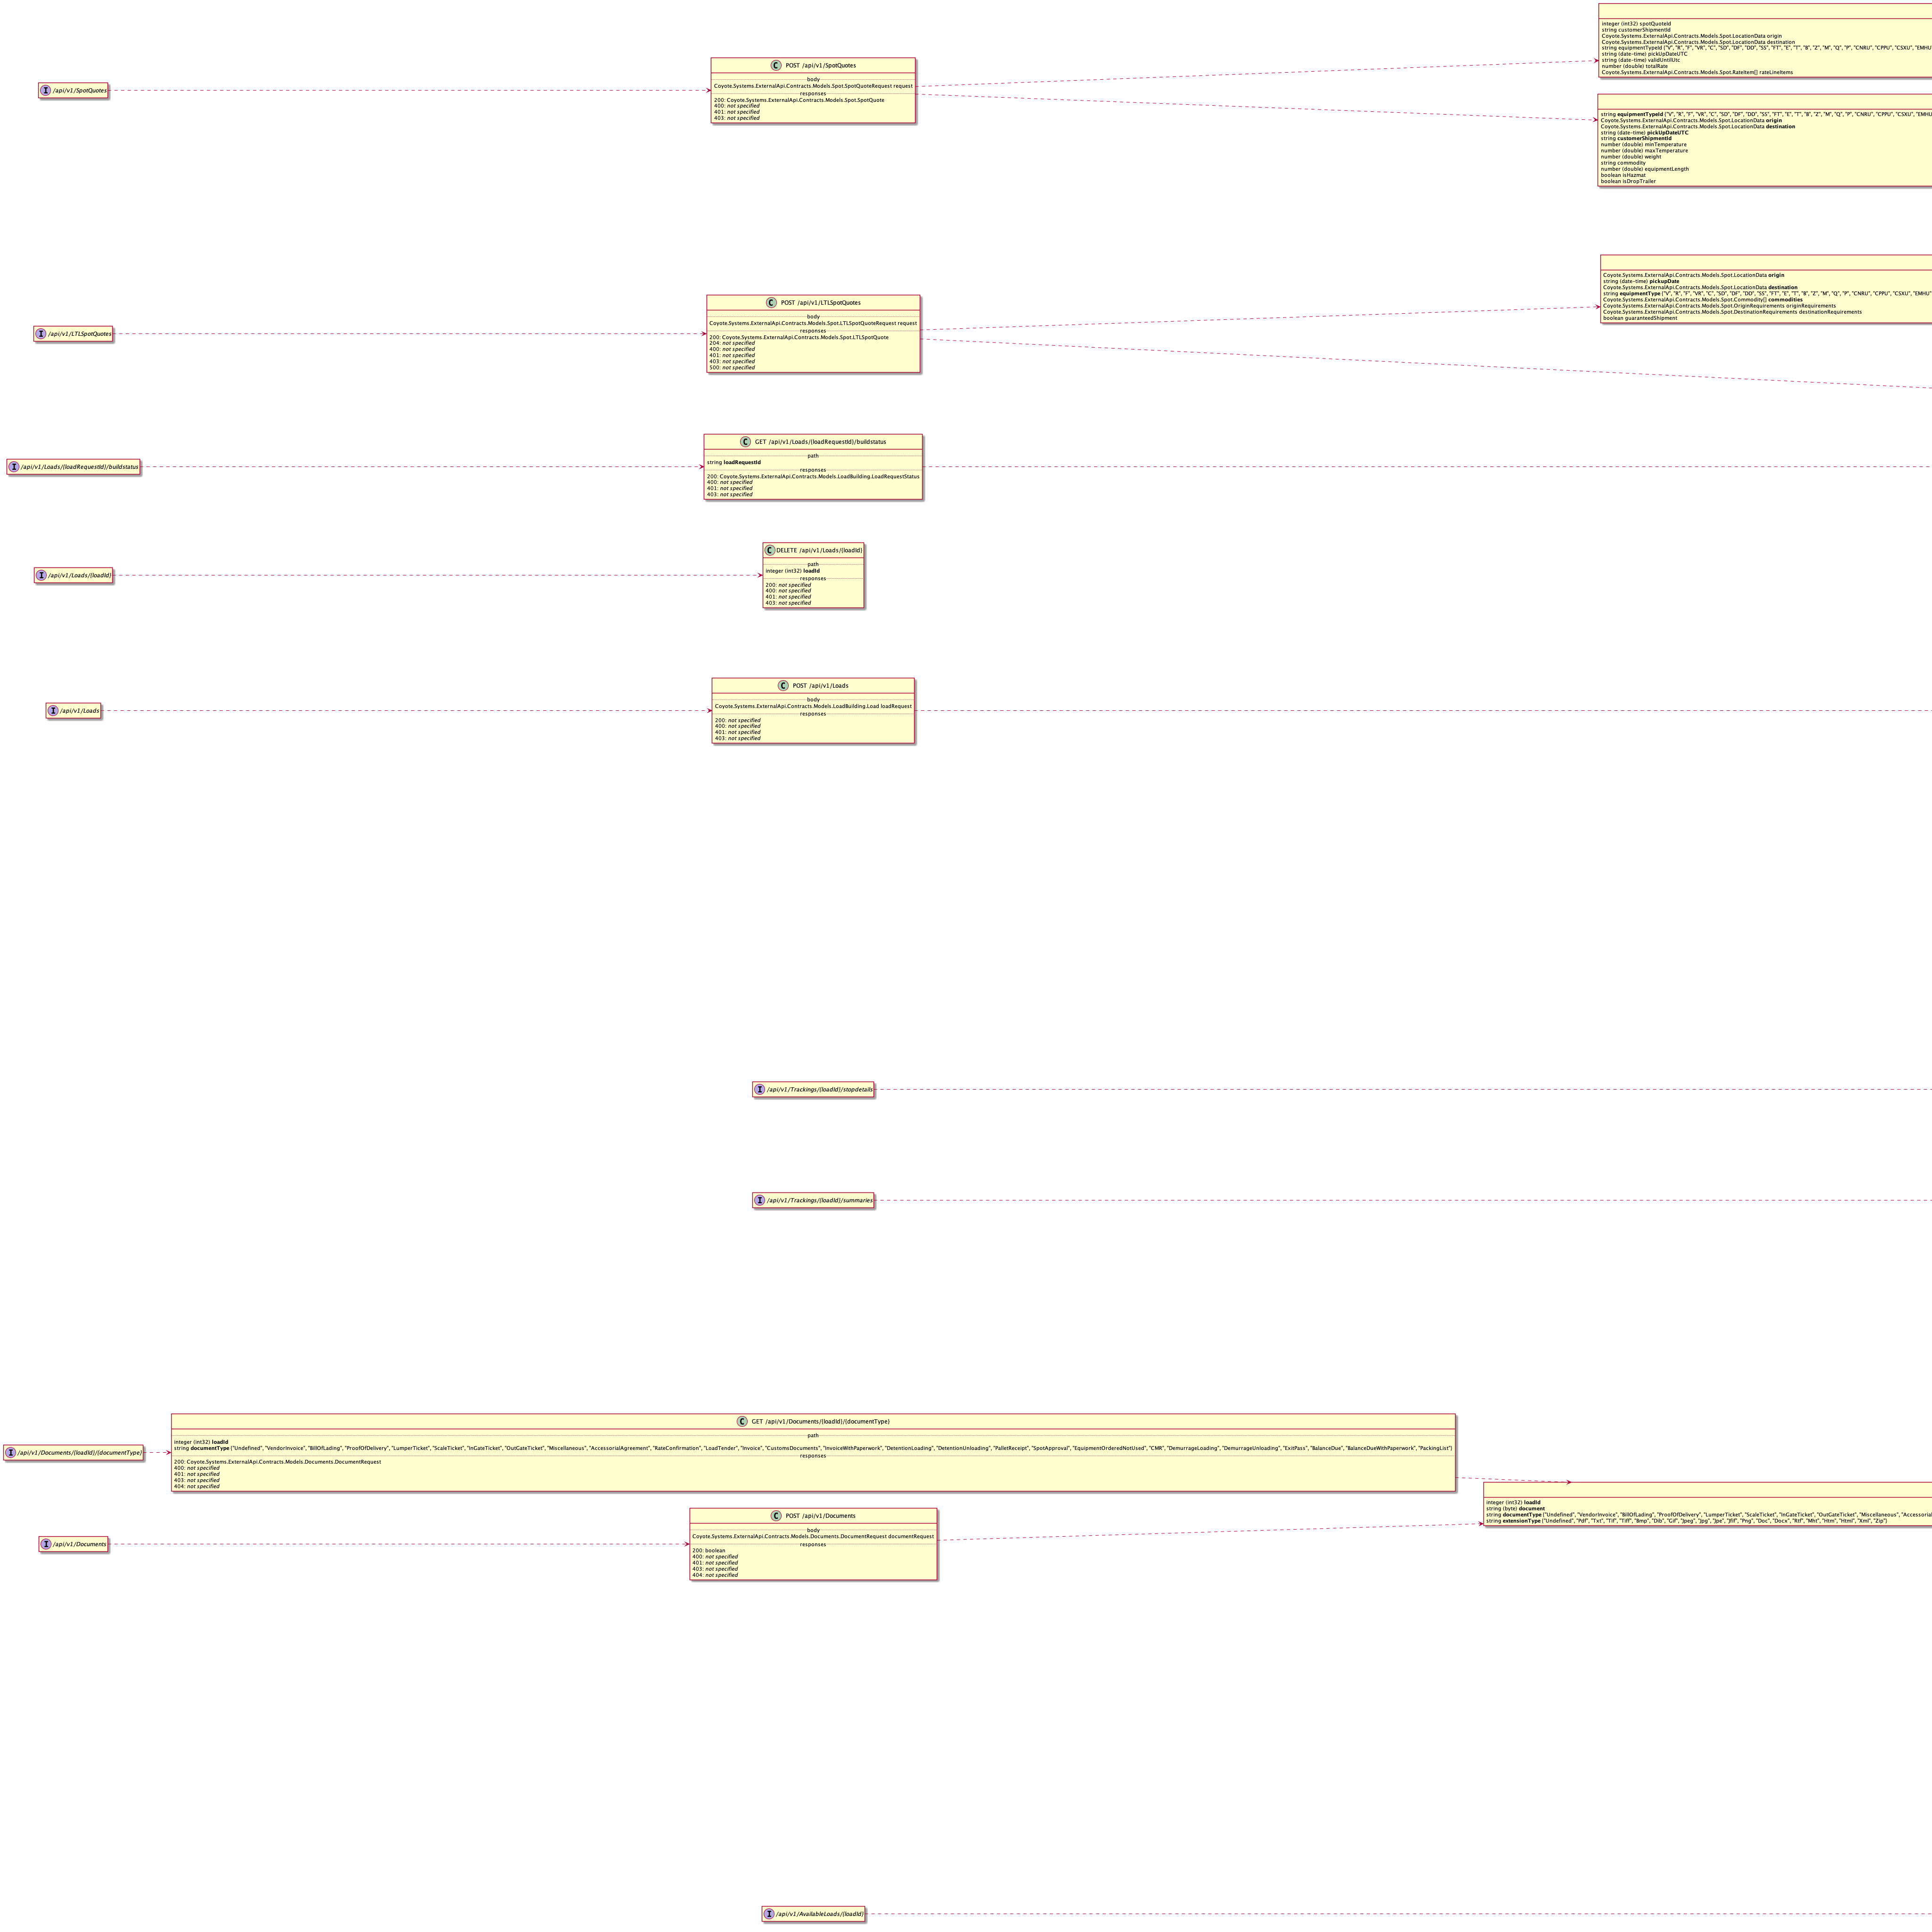 integer (int32) spotQuoteId
string customerShipmentId
Coyote.Systems.ExternalApi.Contracts.Models.Spot.LocationData origin
Coyote.Systems.ExternalApi.Contracts.Models.Spot.LocationData destination
string equipmentTypeId {"V", "R", "F", "VR", "C", "SD", "DF", "DD", "SS", "FT", "E", "T", "B", "Z", "M", "Q", "P", "CNRU", "CPPU", "CSXU", "EMHU"
string (date-time) pickUpDateUTC
string (date-time) validUntilUtc
number (double) totalRate
Coyote.Systems.ExternalApi.Contracts.Models.Spot.RateItem[] rateLineItems
I /api/v1/SpotQuotes
C POST /api/v1/SpotQuotes
body
Coyote.Systems.ExternalApi.Contracts.Models.Spot.SpotQuoteRequest request
responses
200: Coyote.Systems.ExternalApi.Contracts.Models.Spot.SpotQuote
400: not specified
401: not specified
403: not specified
string equipmentTypeId {"V", "R", "F", "VR", "C", "SD", "DF", "DD", "SS", "FT", "E", "T", "B", "Z", "M", "Q", "P", "CNRU", "CPPU", "CSXU", "EMHU"
Coyote.Systems.ExternalApi.Contracts.Models.Spot.LocationData origin
Coyote.Systems.ExternalApi.Contracts.Models.Spot.LocationData destination
string (date-time) pickUpDateUTC
string customerShipmentId
number (double) minTemperature
number (double) maxTemperature
number (double) weight
string commodity
number (double) equipmentLength
boolean isHazmat
boolean isDropTrailer
Coyote.Systems.ExternalApi.Contracts.Models.Spot.LocationData origin
string (date-time) pickupDate
Coyote.Systems.ExternalApi.Contracts.Models.Spot.LocationData destination
string equipmentType {"V", "R", "F", "VR", "C", "SD", "DF", "DD", "SS", "FT", "E", "T", "B", "Z", "M", "Q", "P", "CNRU", "CPPU", "CSXU", "EMHU"
Coyote.Systems.ExternalApi.Contracts.Models.Spot.Commodity[] commodities
Coyote.Systems.ExternalApi.Contracts.Models.Spot.OriginRequirements originRequirements
Coyote.Systems.ExternalApi.Contracts.Models.Spot.DestinationRequirements destinationRequirements
boolean guaranteedShipment
I /api/v1/LTLSpotQuotes
C POST /api/v1/LTLSpotQuotes
body
Coyote.Systems.ExternalApi.Contracts.Models.Spot.LTLSpotQuoteRequest request
responses
200: Coyote.Systems.ExternalApi.Contracts.Models.Spot.LTLSpotQuote
204: not specified
400: not specified
401: not specified
403: not specified
500: not specified
I /api/v1/Loads/{loadRequestId}/buildstatus
C GET /api/v1/Loads/{loadRequestId}/buildstatus
path
string loadRequestId
responses
200: Coyote.Systems.ExternalApi.Contracts.Models.LoadBuilding.LoadRequestStatus
400: not specified
401: not specified
403: not specified
I /api/v1/Loads/{loadId}
C DELETE /api/v1/Loads/{loadId}
path
integer (int32) loadId
responses
200: not specified
400: not specified
401: not specified
403: not specified
I /api/v1/Loads
C POST /api/v1/Loads
body
Coyote.Systems.ExternalApi.Contracts.Models.LoadBuilding.Load loadRequest
responses
200: not specified
400: not specified
401: not specified
403: not specified
I /api/v1/Trackings/{loadId}/stopdetails
I /api/v1/Trackings/{loadId}/summaries
I /api/v1/Documents/{loadId}/{documentType}
C GET /api/v1/Documents/{loadId}/{documentType}
path
integer (int32) loadId
string documentType {"Undefined", "VendorInvoice", "BillOfLading", "ProofOfDelivery", "LumperTicket", "ScaleTicket", "InGateTicket", "OutGateTicket", "Miscellaneous", "AccessorialAgreement", "RateConfirmation", "LoadTender", "Invoice", "CustomsDocuments", "InvoiceWithPaperwork", "DetentionLoading", "DetentionUnloading", "PalletReceipt", "SpotApproval", "EquipmentOrderedNotUsed", "CMR", "DemurrageLoading", "DemurrageUnloading", "ExitPass", "BalanceDue", "BalanceDueWithPaperwork", "PackingList"}
responses
200: Coyote.Systems.ExternalApi.Contracts.Models.Documents.DocumentRequest
400: not specified
401: not specified
403: not specified
404: not specified
integer (int32) loadId
string (byte) document
string documentType {"Undefined", "VendorInvoice", "BillOfLading", "ProofOfDelivery", "LumperTicket", "ScaleTicket", "InGateTicket", "OutGateTicket", "Miscellaneous", "Accessorial
string extensionType {"Undefined", "Pdf", "Txt", "Tif", "Tiff", "Bmp", "Dib", "Gif", "Jpeg", "Jpg", "Jpe", "Jfif", "Png", "Doc", "Docx", "Rtf", "Mht", "Htm", "Html", "Xml", "Zip"}
I /api/v1/Documents
C POST /api/v1/Documents
body
Coyote.Systems.ExternalApi.Contracts.Models.Documents.DocumentRequest documentRequest
responses
200: boolean
400: not specified
401: not specified
403: not specified
404: not specified
I /api/v1/AvailableLoads/{loadId}